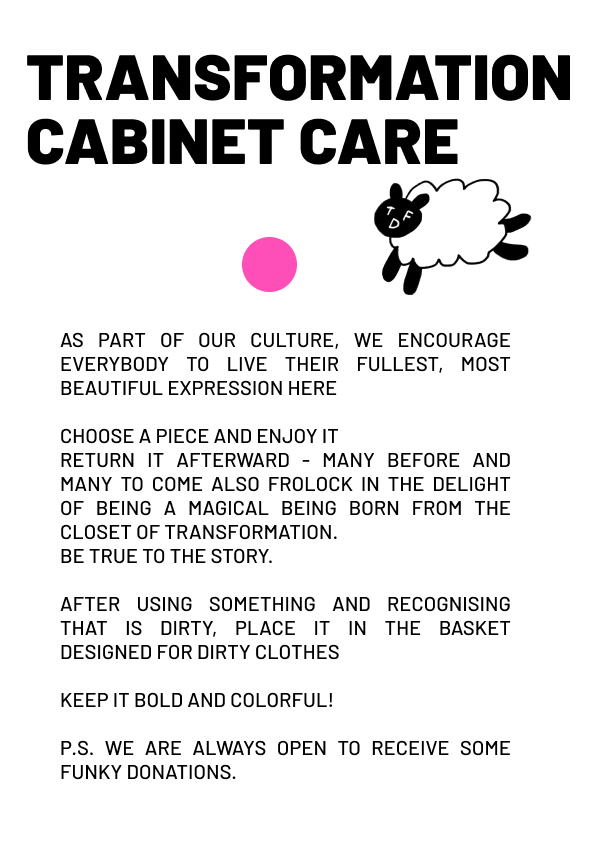 TRANSFORMATION
CABINET CARE
T F
D
AS PART OF OUR CULTURE, WE ENCOURAGE
EVERYBODY TO LIVE THEIR FULLEST, MOST
BEAUTIFUL EXPRESSION HERE
CHOOSE A PIECE AND ENJOY IT
RETURN IT AFTERWARD - MANY BEFORE AND
MANY TO COME ALSO FROLOCK IN THE DELIGHT
OF BEING A MAGICAL BEING BORN FROM THE
CLOSET OF TRANSFORMATION.
BE TRUE TO THE STORY.
AFTER USING SOMETHING AND RECOGNISING
THAT IS DIRTY, PLACE IT IN THE BASKET
DESIGNED FOR DIRTY CLOTHES
KEEP IT BOLD AND COLORFUL!
P.S. WE ARE ALWAYS OPEN TO RECEIVE SOME
FUNKY DONATIONS.